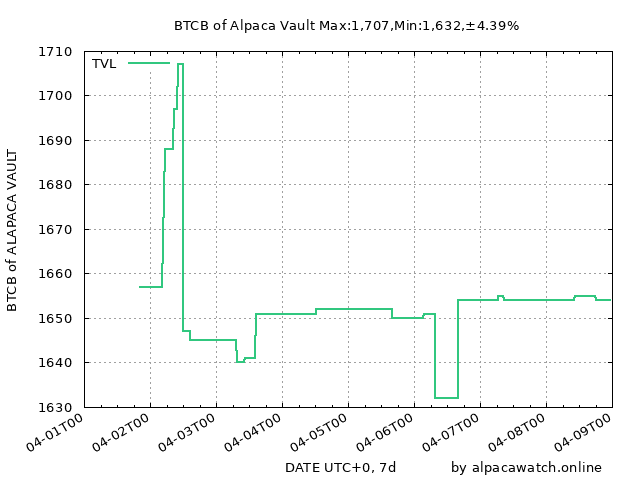 BTCB of Alpaca Vault Max:1,707,Min:1,632,±4.39%
TVL
BTCB of ALAPACA VAULT
1710
1700
1690
1680
1670
1660
1650
1640
1630
04-01T00
04-02T00
04-03T00
04-04T00
04-05T00
04-06T00
04-07T00
04-08T00
04-09T00
DATE UTC+0, 7d
by alpacawatch.online